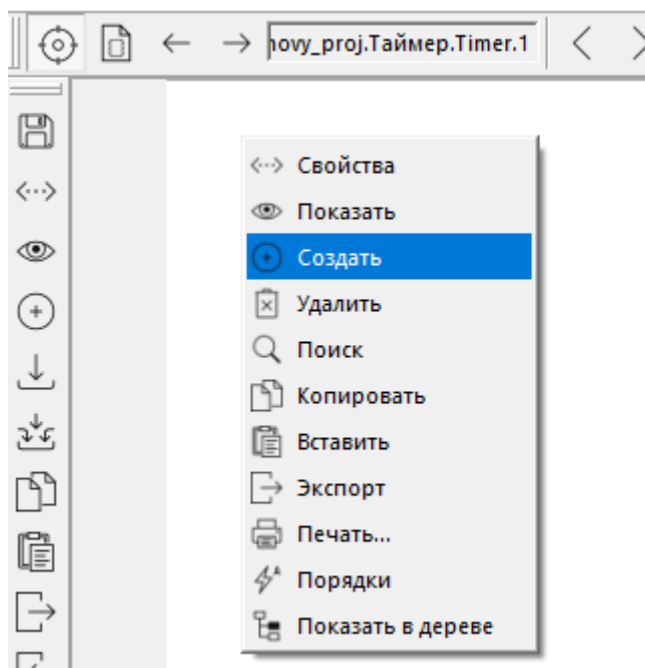 novy_proj.Таймер.Timer.1
Свойства
Показать
Создать
Удалить
Поиск
Копировать
Вставить
Экспорт
Печать...
Порядки
Показать в дереве